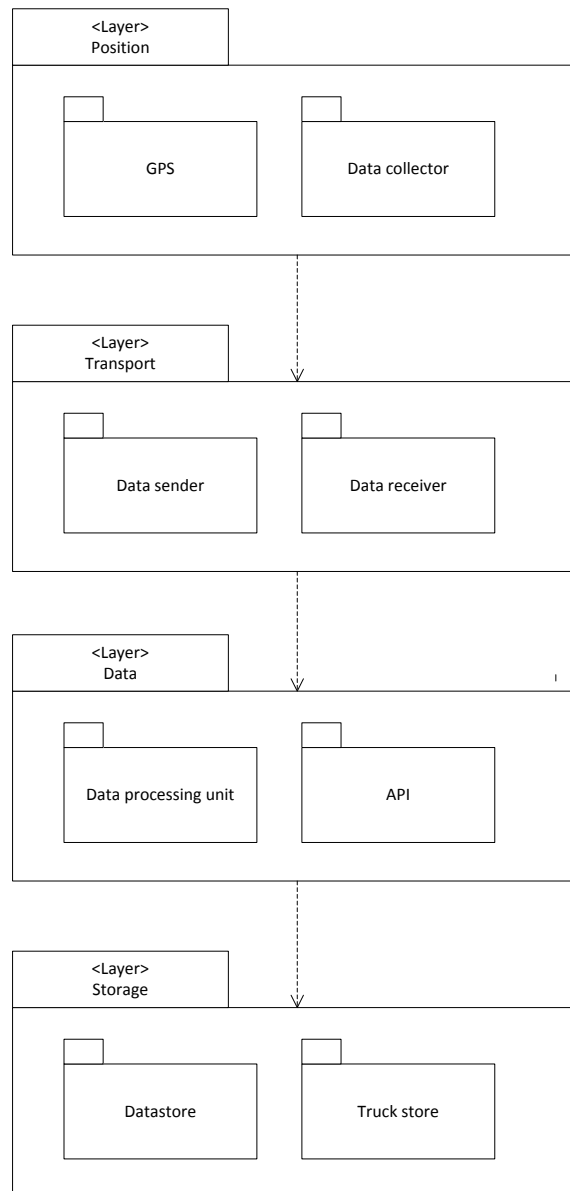 <Layer>
Position
GPS
Data collector
<Layer>
Transport
Data sender
Data receiver
<Layer>
Data
Data processing unit
API
<Layer>
Storage
Datastore
Truck store